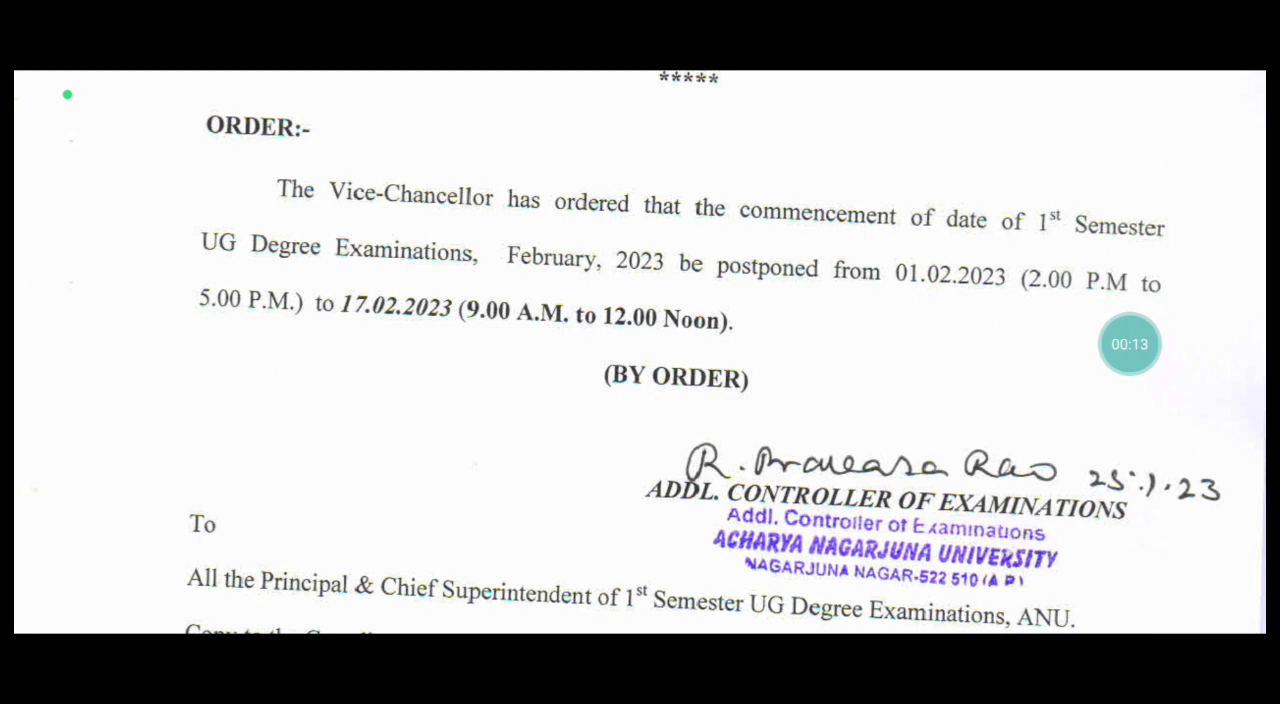 *****
ORDER:-
The Vice-Chancellor has ordered that the commencement of date of 1st Semester
UG Degree Examinations, February, 2023 be postponed from 01.02.2023 (2.00 P.M to
5.00 P.M.) to 17.02.2023 (9.00 A.M. to 12.00 Noon).
00:13
(BY ORDER)
R. Rao 25.1.23
ADDL. CONTROLLER OF EXAMINATIONS
Addl. Controller of Examinations
ACHARYA NAGARJUNA UNIVERSITY
NAGARJUNA NAGAR-522 510 (A P)
To
All the Principal & Chief Superintendent of 1st Semester UG Degree Examinations, ANU.
Copy to the